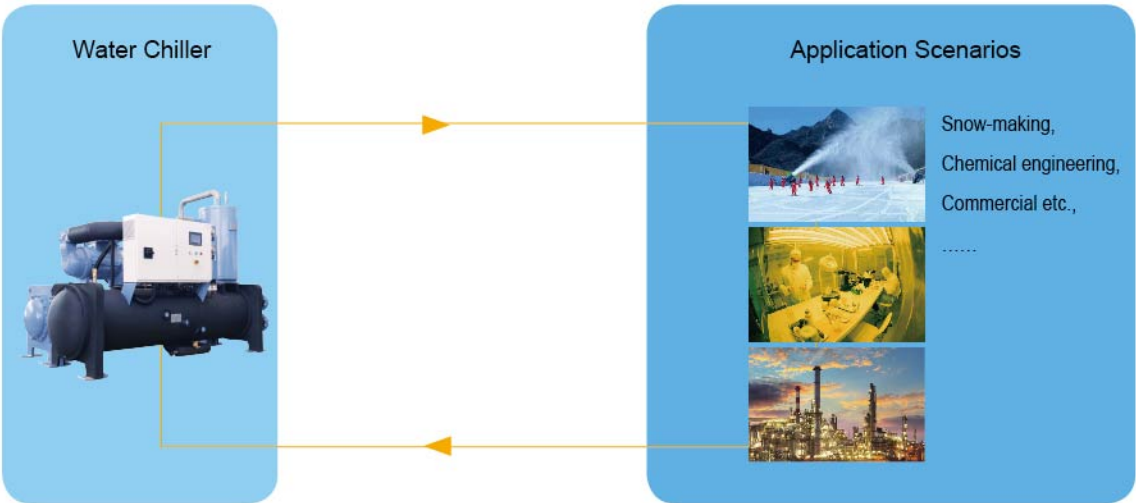 Water Chiller
Application Scenarios
Snow-making,
Chemical engineering,
Commercial etc.,
......